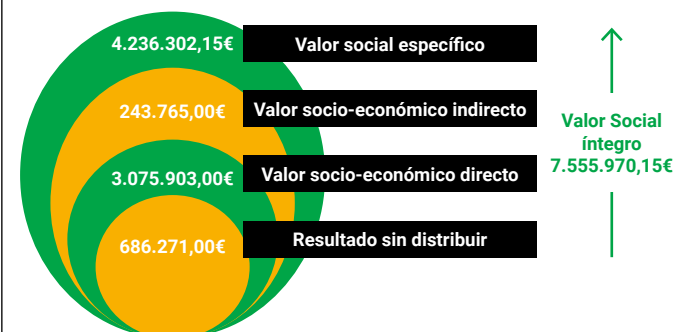 4.236.302,15€ Valor social específico
243.765,00€ Valor socio-económico indirecto
3.075.903,00€ Valor socio-económico directo
686.271,00€ Resultado sin distribuir
Valor Social
íntegro
7.555.970,15€